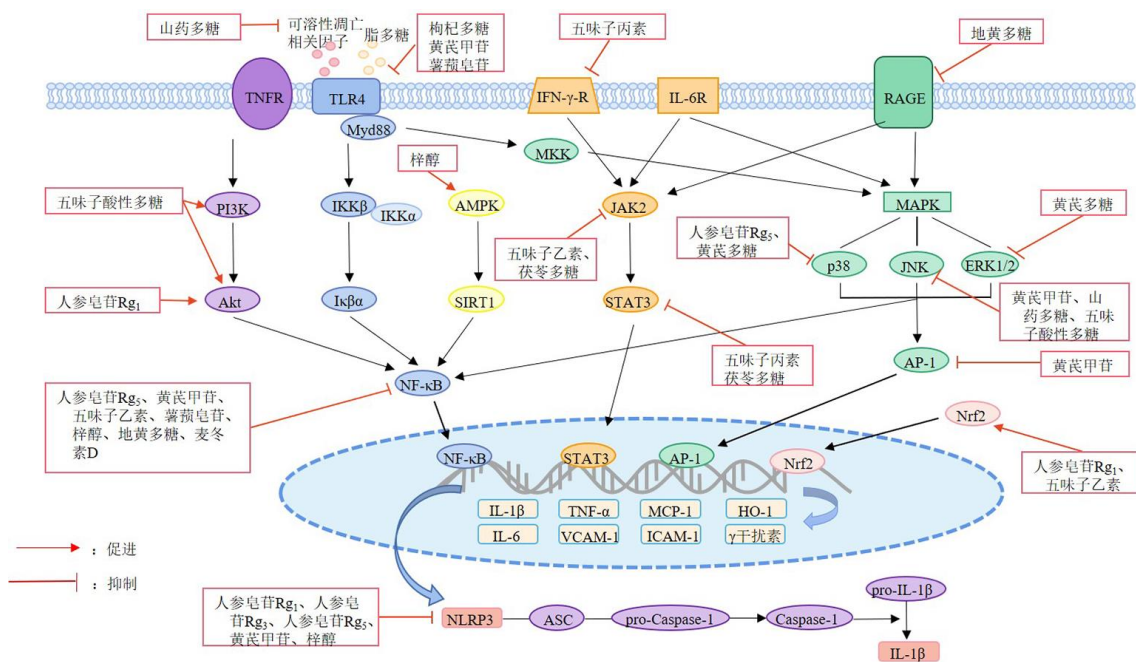 山药多糖
可溶性凋亡
相关因子
脂多糖
枸杞多糖
黄芪甲苷
薯蓣皂苷
五味子丙素
地黄多糖
TNFR
TLR4
IFN-γ-R
IL-6R
RAGE
Myd88
MKK
梓醇
五味子酸性多糖
PI3K
IKKβ
IKKα
AMPK
JAK2
MAPK
黄芪多糖
人参皂苷Rg5、
黄芪多糖
五味子乙素、
茯苓多糖
p38
JNK
ERK1/2
人参皂苷Rg1
Akt
Iκβα
SIRT1
STAT3
黄芪甲苷、山
药多糖、五味
子酸性多糖
五味子丙素
茯苓多糖
AP-1
黄芪甲苷
NF-κB
人参皂苷Rg5、黄芪甲苷、
五味子乙素、薯蓣皂苷、
梓醇、地黄多糖、麦冬
素D
Nrf2
NF-κB
STAT3
AP-1
Nrf2
人参皂苷Rg1、
五味子乙素
IL-1β
TNF-α
MCP-1
HO-1
IL-6
VCAM-1
ICAM-1
γ干扰素
：促进
：抑制
人参皂苷Rg1、人参皂
苷Rg3、人参皂苷Rg5、
黄芪甲苷、梓醇
NLRP3
ASC
pro-Caspase-1
Caspase-1
pro-IL-1β
IL-1β